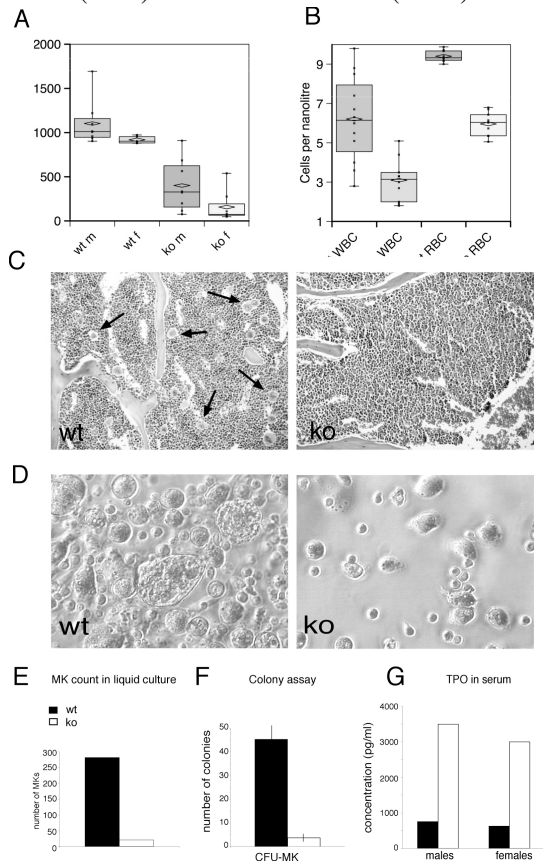 A
B
2000
1500
1000
500
0
wt m
wt f
ko m
ko f
Cells per nanolitre
9
7
5
3
1
WBC
WBC
RBC
RBC
C
wt
ko
D
wt
ko
E MK count in liquid culture
wt
ko
number of MKs
300
250
200
150
100
50
0
F Colony assay
number of colonies
50
40
30
20
10
0
CFU-MK
G TPO in serum
concentration (pg/ml)
4000
3000
2000
1000
0
males
females